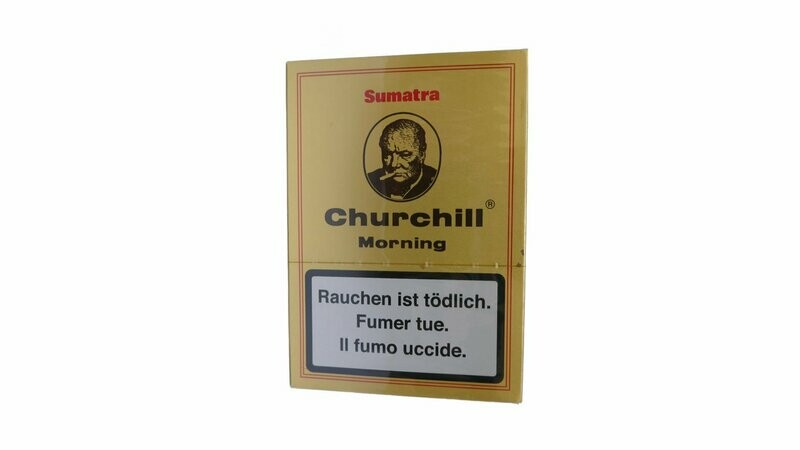 Sumatra
Churchill®
Morning
Rauchen ist tödlich.
Fumer tue.
Il fumo uccide.